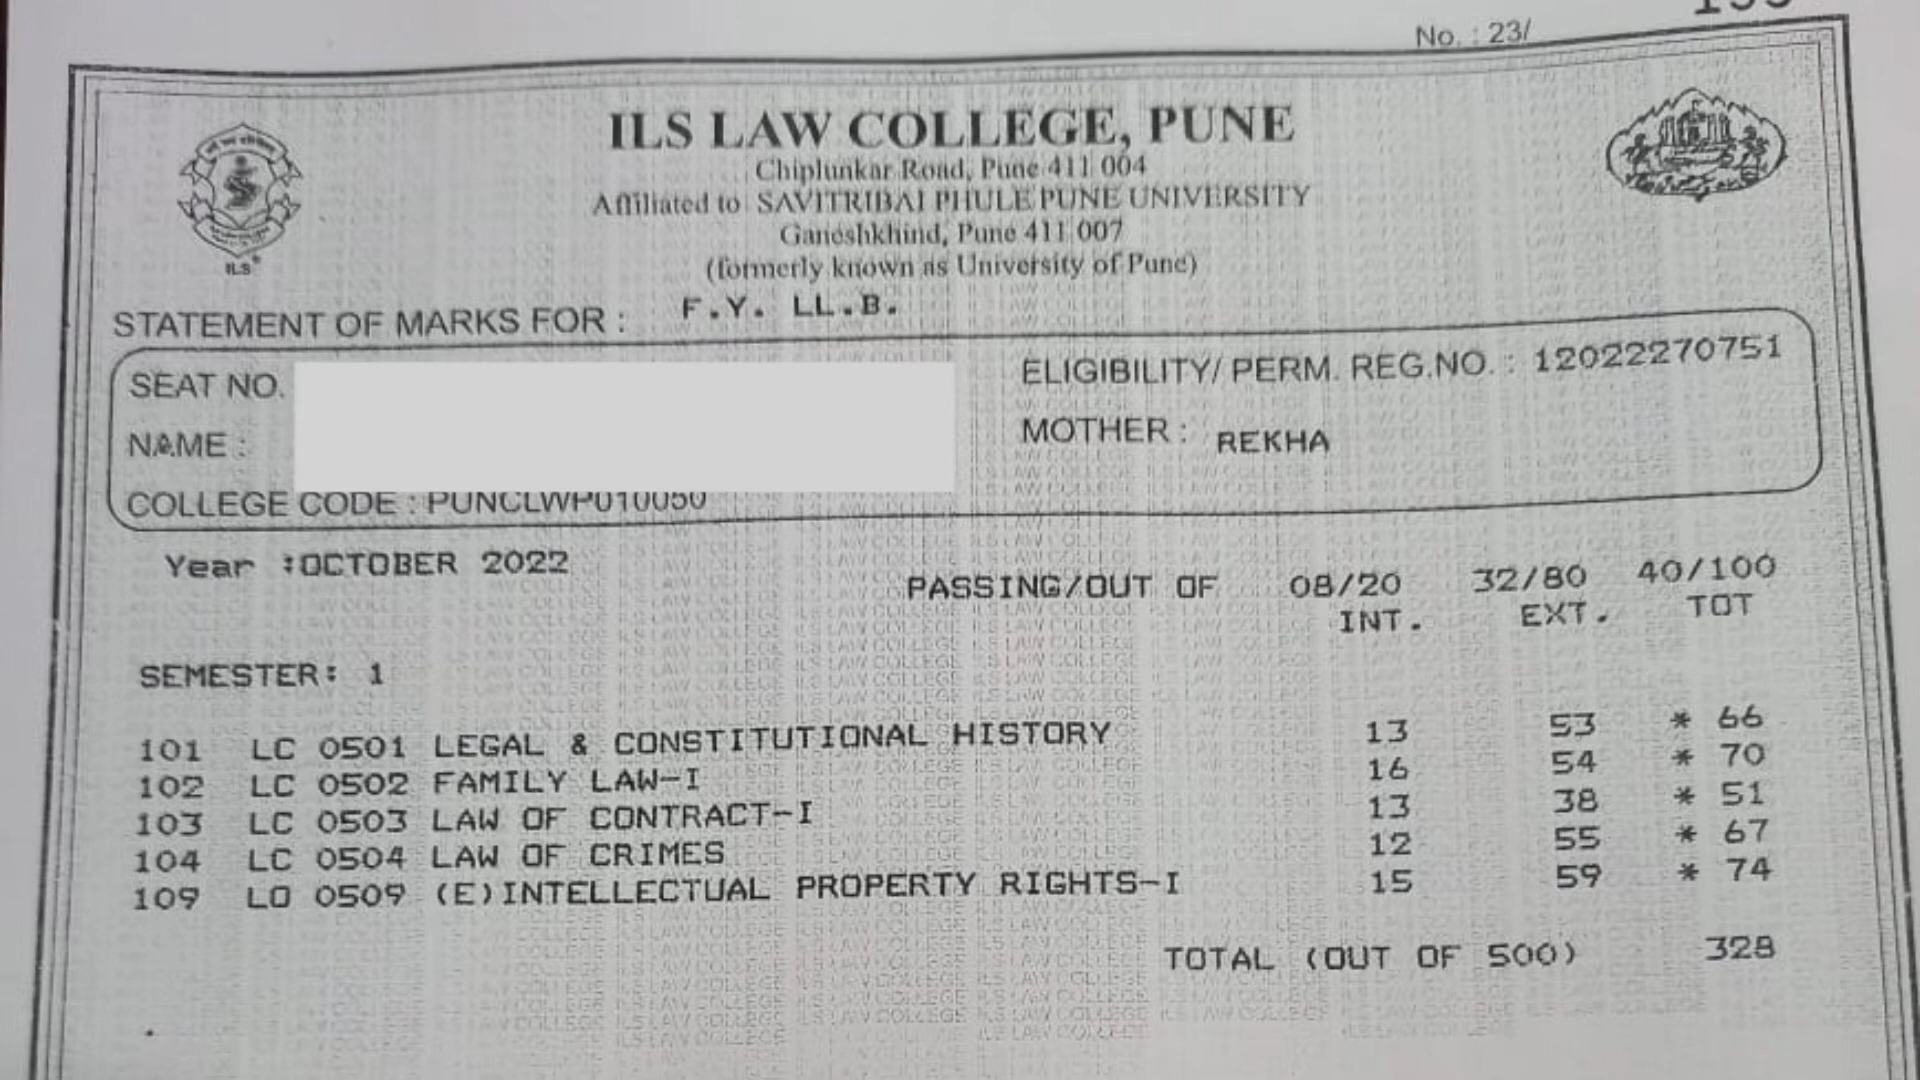 No. : 23/
ILS LAW COLLEGE, PUNE
Chiplunkar Road, Pune 411 004
Affiliated to SAVITRIBAI PHULE PUNE UNIVERSITY
Ganeshkhind, Pune 411 007
(formerly known as University of Pune)
ILS
STATEMENT OF MARKS FOR : F.Y. LL.B.
SEAT NO. ELIGIBILITY/ PERM. REG.NO. : 12022270751
NAME : MOTHER : REKHA
COLLEGE CODE : PUNCLWP010050
Year :OCTOBER 2022
PASSING/OUT OF 08/20 32/80 40/100
INT. EXT. TOT
SEMESTER: 1
101 LC 0501 LEGAL & CONSTITUTIONAL HISTORY 13 53 * 66
102 LC 0502 FAMILY LAW-I 16 54 * 70
103 LC 0503 LAW OF CONTRACT-I 13 38 * 51
104 LC 0504 LAW OF CRIMES 12 55 * 67
109 LO 0509 (E)INTELLECTUAL PROPERTY RIGHTS-I 15 59 * 74
TOTAL (OUT OF 500) 328